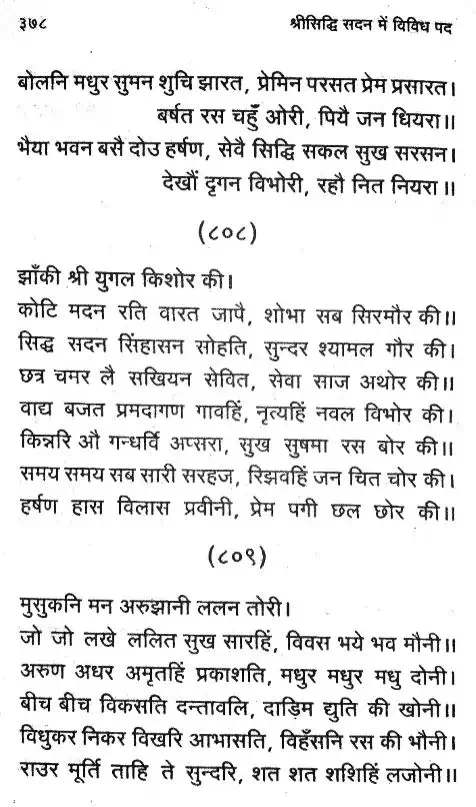 ३७८ श्रीसिद्धि सदन में विविध पद
बोलनि मधुर सुमन शुचि झारत, प्रेमिन परसत प्रेम प्रसारत।
बर्षत रस चहुँ ओरी, पियै जन धियरा॥
भैया भवन बसै दोउ हर्षण, सेवै सिद्धि सकल सुख सरसन।
देखौं दृगन विभोरी, रहौ नित नियरा॥
(८०८)
झाँकी श्री युगल किशोर की।
कोटि मदन रति वारत जापै, शोभा सब सिरमौर की॥
सिद्ध सदन सिंहासन सोहति, सुन्दर श्यामल गौर की।
छत्र चमर लै सखियन सेवित, सेवा साज अथोर की॥
वाद्य बजत प्रमदागण गावहिं, नृत्यहिं नवल विभोर की।
किन्नरि औ गन्धर्वि अप्सरा, सुख सुषमा रस बोर की॥
समय समय सब सारी सरहज, रिझवहिं जन चित चोर की।
हर्षण हास विलास प्रवीनी, प्रेम पगी छल छोर की॥
(८०९)
मुसुकनि मन अरुझानी ललन तोरी।
जो जो लखे ललित सुख सारहिं, विवस भये भव मौनी॥
अरुण अधर अमृतहिं प्रकाशति, मधुर मधुर मधु दोनी।
बीच बीच विकसति दन्तावलि, दाड़िम द्युति की खोनी॥
विधुकर निकर विखरि आभासति, विहँसनि रस की भौनी।
राउर मूर्ति ताहि ते सुन्दरि, शत शत शशिहिं लजोनी॥